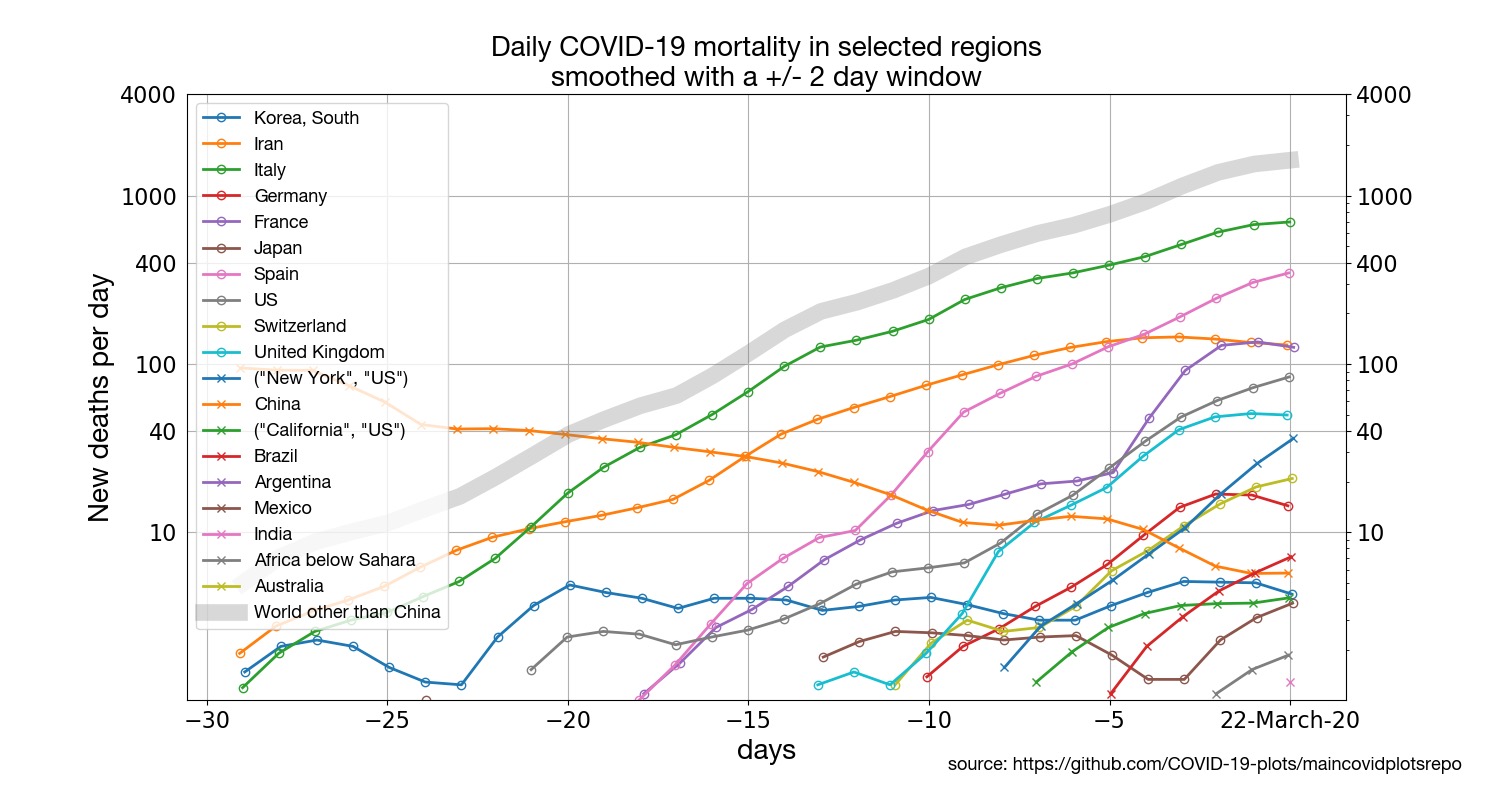 Daily COVID-19 mortality in selected regions
smoothed with a +/- 2 day window
New deaths per day
4000
1000
400
100
40
10
Korea, South
Iran
Italy
Germany
France
Japan
Spain
US
Switzerland
United Kingdom
("New York", "US")
China
("California", "US")
Brazil
Argentina
Mexico
India
Africa below Sahara
Australia
World other than China
4000
1000
400
100
40
10
−30 −25 −20 −15 −10 −5 22-March-20
days
source: https://github.com/COVID-19-plots/maincovidplotsrepo